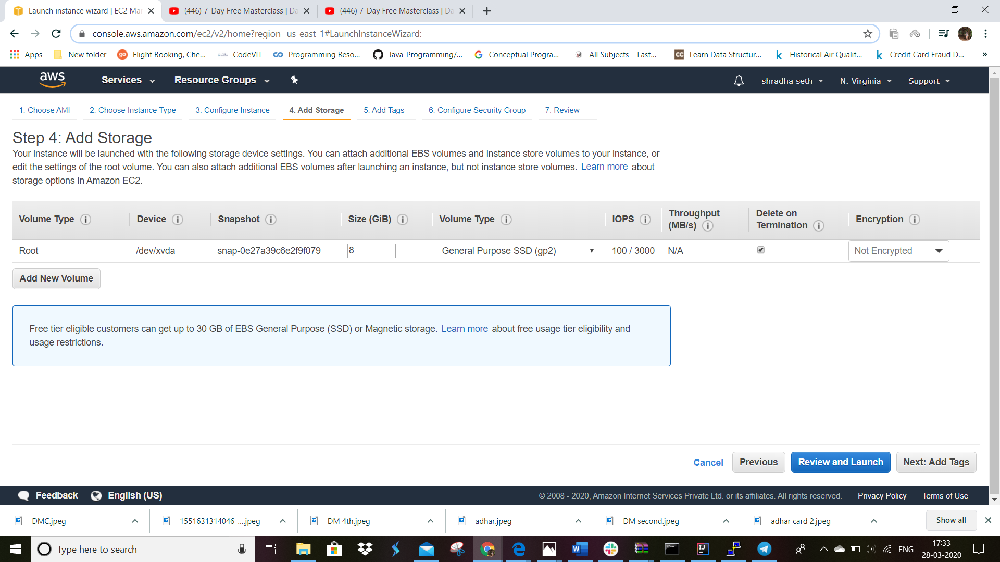 Launch instance wizard | EC2 Mar
(446) 7-Day Free Masterclass | Da
(446) 7-Day Free Masterclass | Da
console.aws.amazon.com/ec2/v2/home?region=us-east-1#LaunchInstanceWizard:
Apps
New folder
go
Flight Booking, Che...
CodeVIT
Programming Reso...
Java-Programming/...
Conceptual Progra...
All Subjects – Last...
CC
Learn Data Structur...
k
Historical Air Qualit...
k
Credit Card Fraud D...
»
aws
Services
Resource Groups
shradha seth
N. Virginia
Support
1. Choose AMI
2. Choose Instance Type
3. Configure Instance
4. Add Storage
5. Add Tags
6. Configure Security Group
7. Review
Step 4: Add Storage
Your instance will be launched with the following storage device settings. You can attach additional EBS volumes and instance store volumes to your instance, or
edit the settings of the root volume. You can also attach additional EBS volumes after launching an instance, but not instance store volumes. Learn more about
storage options in Amazon EC2.
Volume Type i
Device i
Snapshot i
Size (GiB) i
Volume Type i
IOPS i
Throughput
(MB/s) i
Delete on
Termination i
Encryption i
Root
/dev/xvda
snap-0e27a39c6e2f9f079
8
General Purpose SSD (gp2)
100 / 3000
N/A
Not Encrypted
Add New Volume
Free tier eligible customers can get up to 30 GB of EBS General Purpose (SSD) or Magnetic storage. Learn more about free usage tier eligibility and
usage restrictions.
Cancel
Previous
Review and Launch
Next: Add Tags
Feedback
English (US)
© 2008 - 2020, Amazon Internet Services Private Ltd. or its affiliates. All rights reserved.
Privacy Policy
Terms of Use
DMC.jpeg
1551631314046_....jpeg
DM 4th.jpeg
adhar.jpeg
DM second.jpeg
adhar card 2.jpeg
Show all
Type here to search
W
IJ
ENG
17:33
28-03-2020